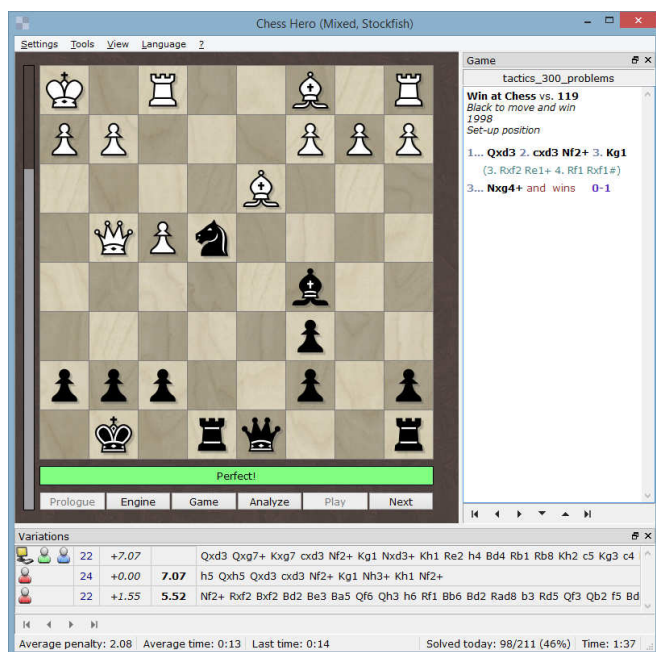 Chess Hero (Mixed, Stockfish)
Settings Tools View Language ?
Game
tactics_300_problems
Win at Chess vs. 119
Black to move and win
1998
Set-up position
1... Qxd3 2. cxd3 Nf2+ 3. Kg1
(3. Rxf2 Re1+ 4. Rf1 Rxf1#)
3... Nxg4+ and wins 0-1
Perfect!
Prologue Engine Game Analyze Play Next
Variations
22 +7.07 Qxd3 Qxg7+ Kxg7 cxd3 Nf2+ Kg1 Nxd3+ Kh1 Re2 h4 Bd4 Rb1 Rb8 Kh2 c5 Kg3 c4
24 +0.00 7.07 h5 Qxh5 Qxd3 cxd3 Nf2+ Kg1 Nh3+ Kh1 Nf2+
22 +1.55 5.52 Nf2+ Rxf2 Bxf2 Bd2 Be3 Ba5 Qf6 Qh3 h6 Rf1 Bb6 Bd2 Rad8 b3 Rd5 Qf3 Qb2 f5 Bd
Average penalty: 2.08 Average time: 0:13 Last time: 0:14 Solved today: 98/211 (46%) Time: 1:37